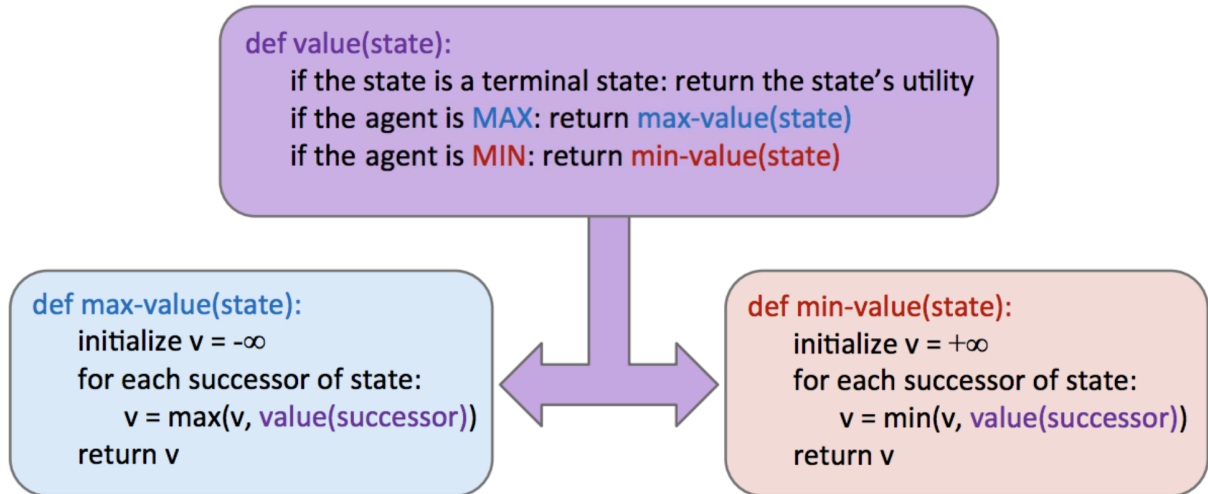 def value(state):
if the state is a terminal state: return the state’s utility
if the agent is MAX: return max-value(state)
if the agent is MIN: return min-value(state)
def max-value(state):
initialize v = -∞
for each successor of state:
v = max(v, value(successor))
return v
def min-value(state):
initialize v = +∞
for each successor of state:
v = min(v, value(successor))
return v